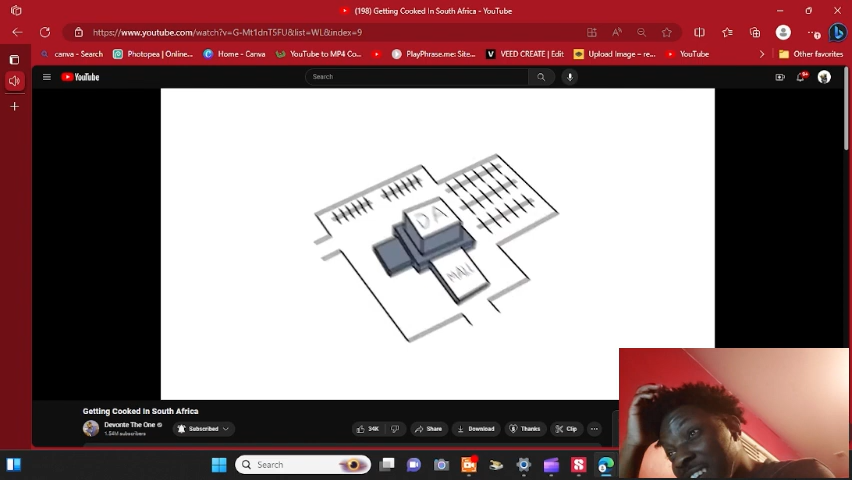 (198) Getting Cooked In South Africa - YouTube
https://www.youtube.com/watch?v=G-Mt1dnT5FU&list=WL&index=9
canva - Search
Photopea | Online...
Home - Canva
YouTube to MP4 Co...
PlayPhrase.me: Site...
VEED CREATE | Edit
Upload Image – re...
YouTube
Other favorites
YouTube
Search
9+
DA
MALL
Getting Cooked In South Africa
Devonte The One
1.54M subscribers
Subscribed
34K
Share
Download
Thanks
Clip
Search